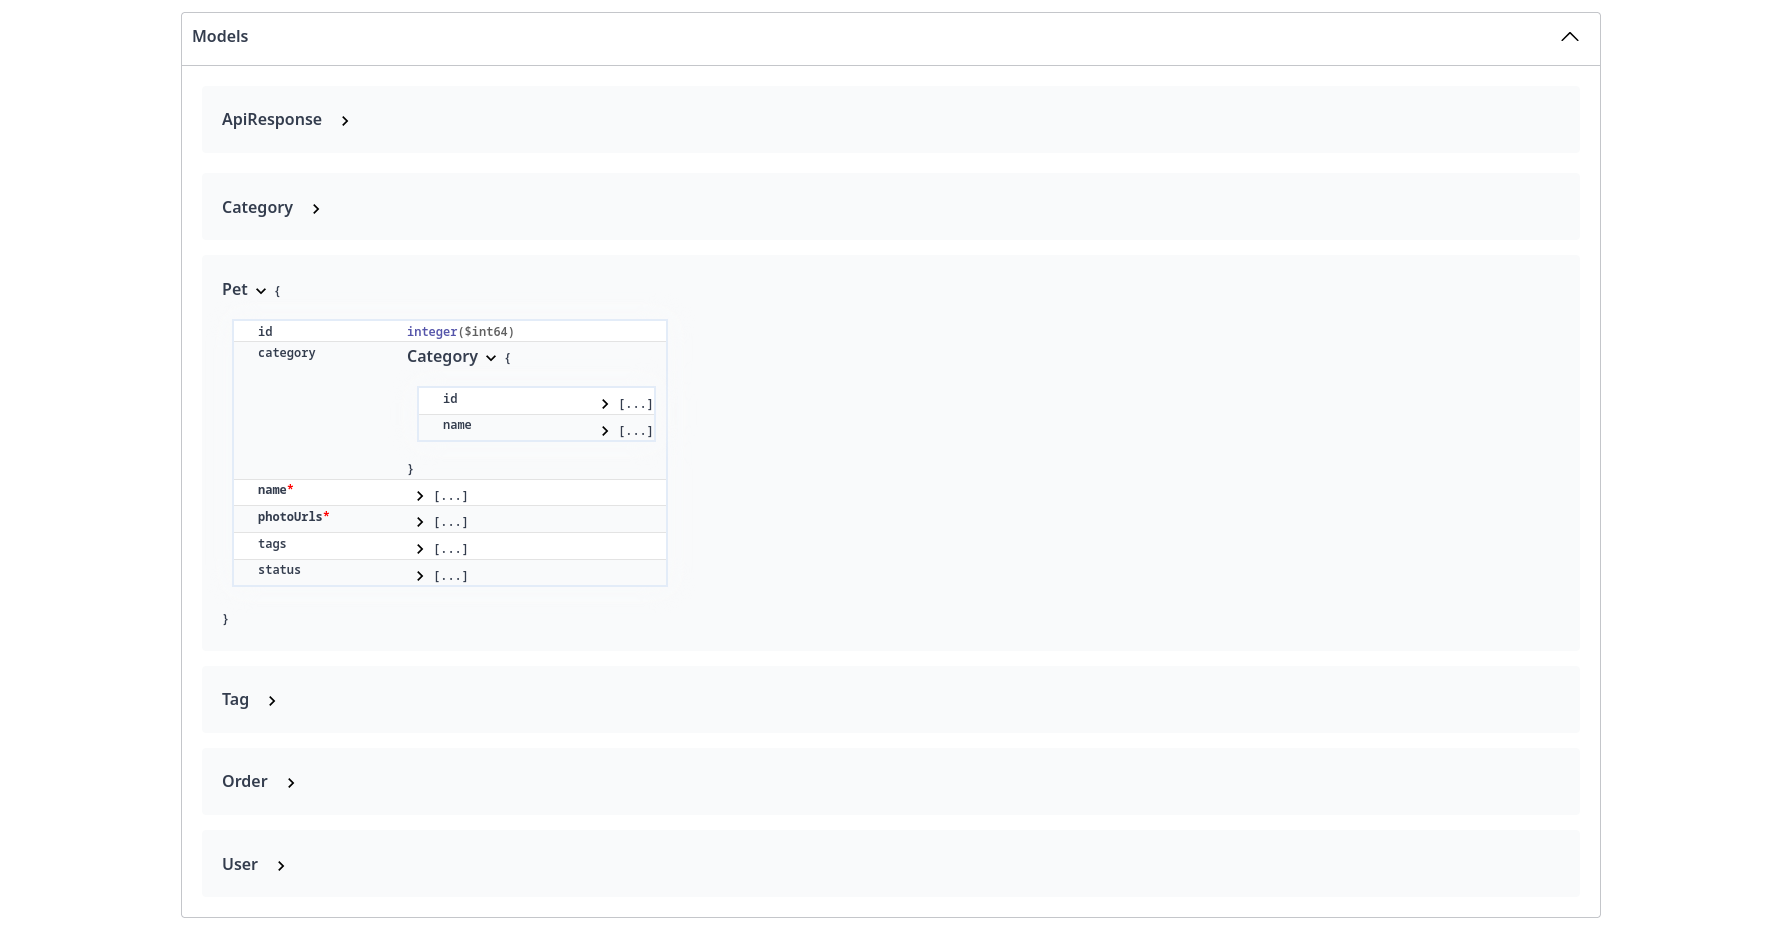 Models
ApiResponse
Category
Pet {
id integer($int64)
category Category {
id [...]
name [...]
}
name* [...]
photoUrls* [...]
tags [...]
status [...]
}
Tag
Order
User